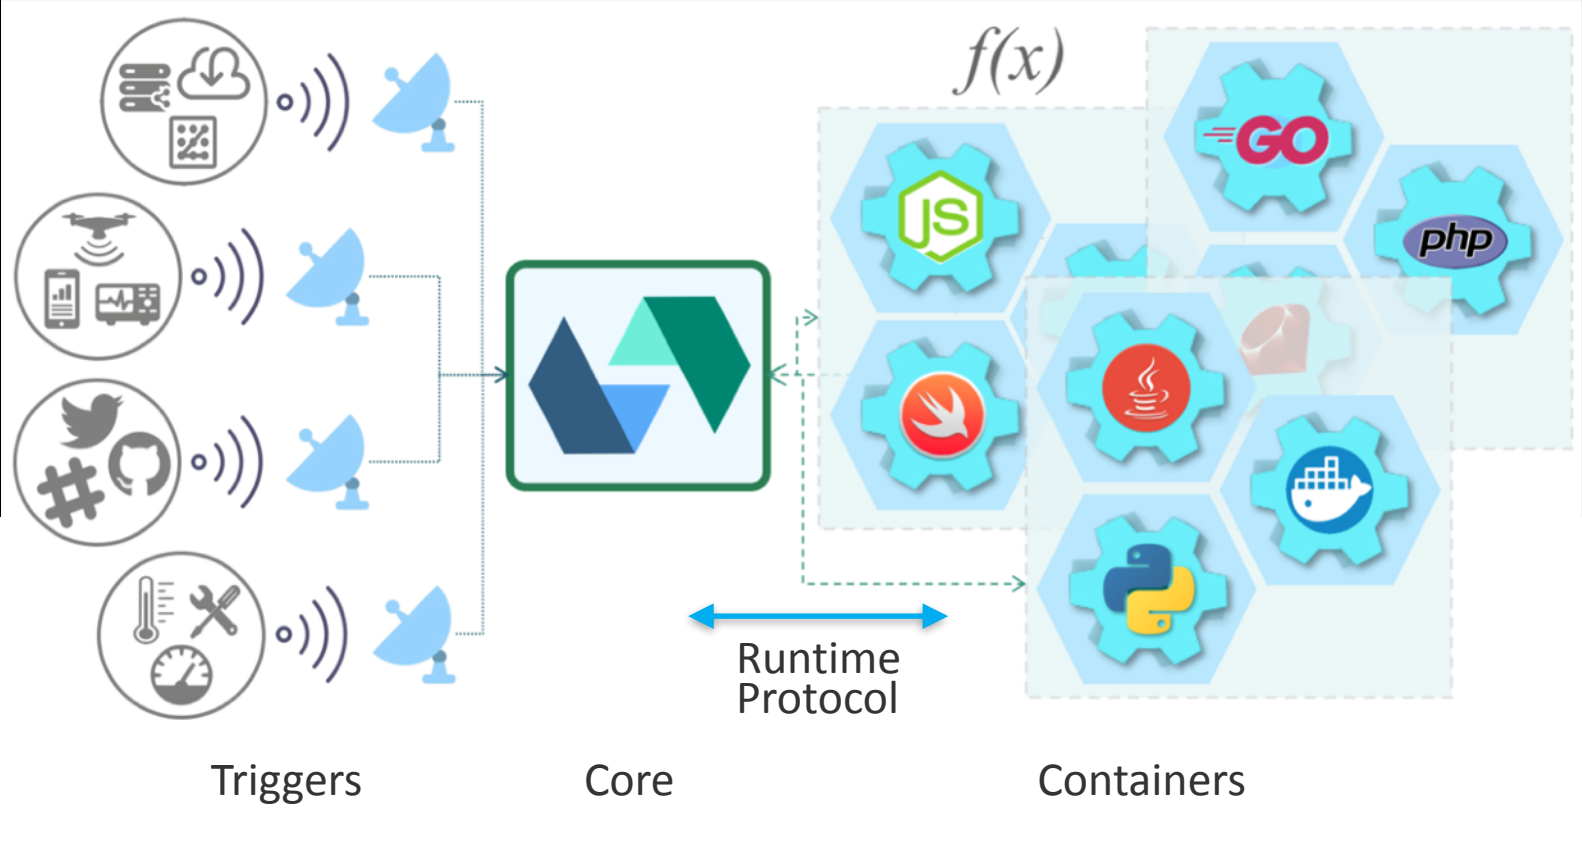 f(x)
GO
JS
php
Runtime
Protocol
Triggers
Core
Containers